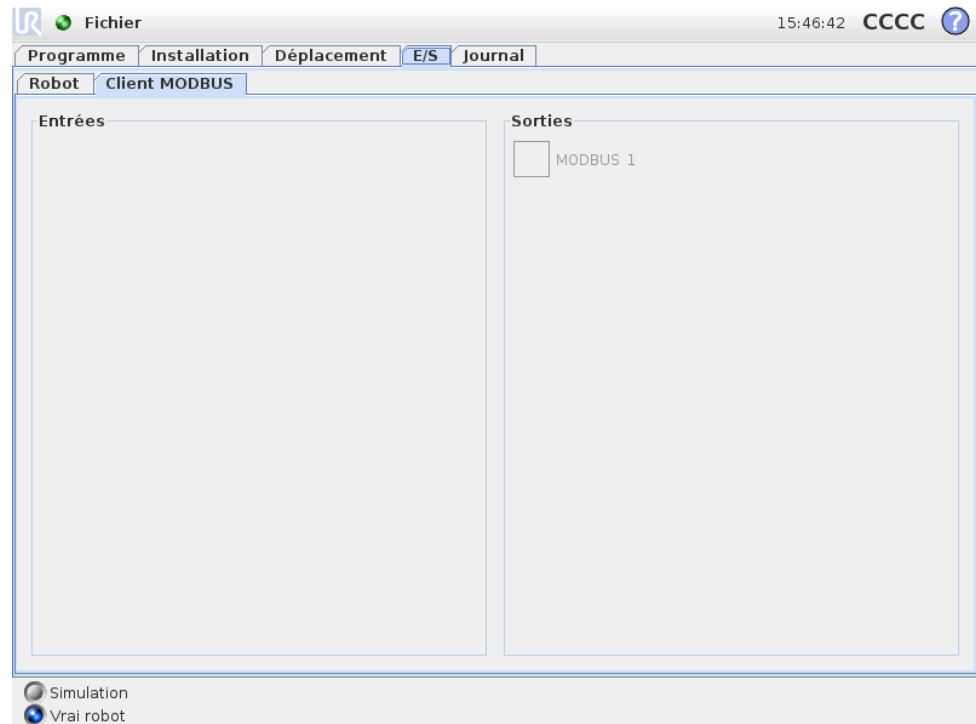 UR Fichier 15:46:42 CCCC ?
Programme Installation Déplacement E/S Journal
Robot Client MODBUS
Entrées Sorties
MODBUS 1
Simulation
Vrai robot